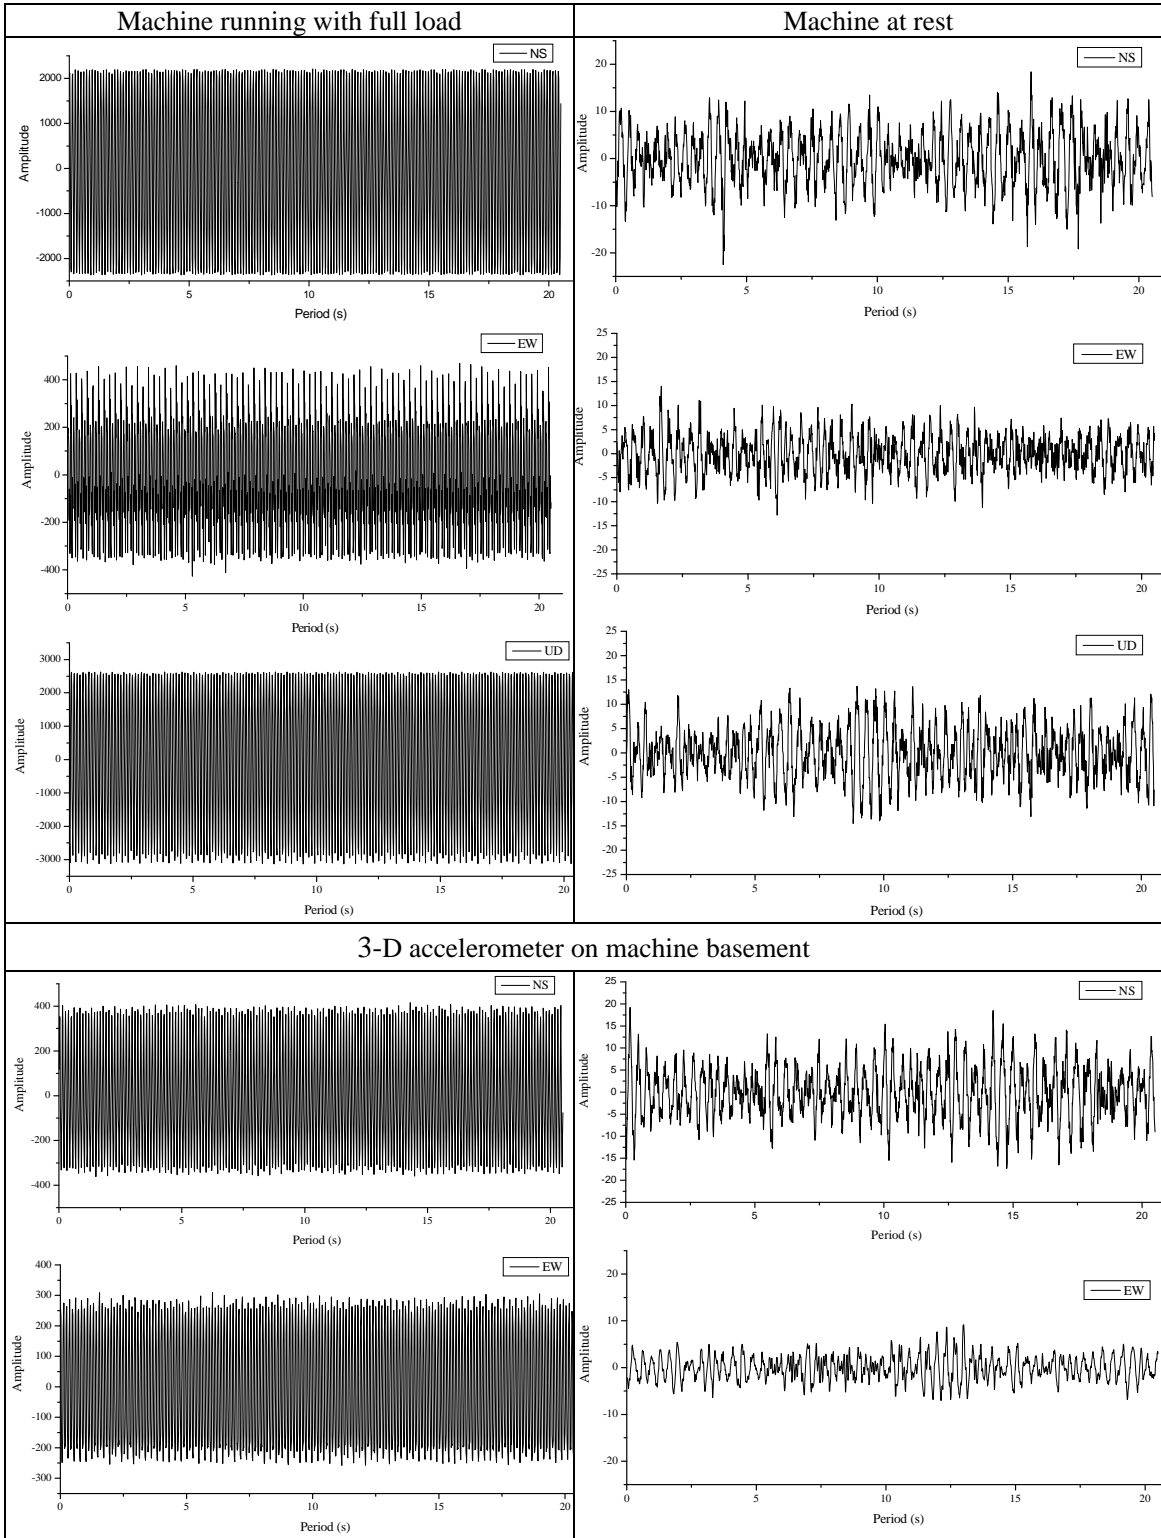 Machine running with full load
Machine at rest
NS
2000
1000
0
-1000
-2000
Amplitude
0 5 10 15 20
Period (s)
NS
20
10
0
-10
-20
Amplitude
0 5 10 15 20
Period (s)
EW
400
200
0
-200
-400
Amplitude
0 5 10 15 20
Period (s)
EW
25
20
15
10
5
0
-5
-10
-15
-20
-25
Amplitude
0 5 10 15 20
Period (s)
UD
3000
2000
1000
0
-1000
-2000
-3000
Amplitude
0 5 10 15 20
Period (s)
UD
25
20
15
10
5
0
-5
-10
-15
-20
-25
Amplitude
0 5 10 15 20
Period (s)
3-D accelerometer on machine basement
NS
400
200
0
-200
-400
Amplitude
0 5 10 15 20
Period (s)
NS
25
20
15
10
5
0
-5
-10
-15
-20
-25
Amplitude
0 5 10 15 20
Period (s)
EW
400
300
200
100
0
-100
-200
-300
Amplitude
0 5 10 15 20
Period (s)
EW
20
10
0
-10
-20
Amplitude
0 5 10 15 20
Period (s)